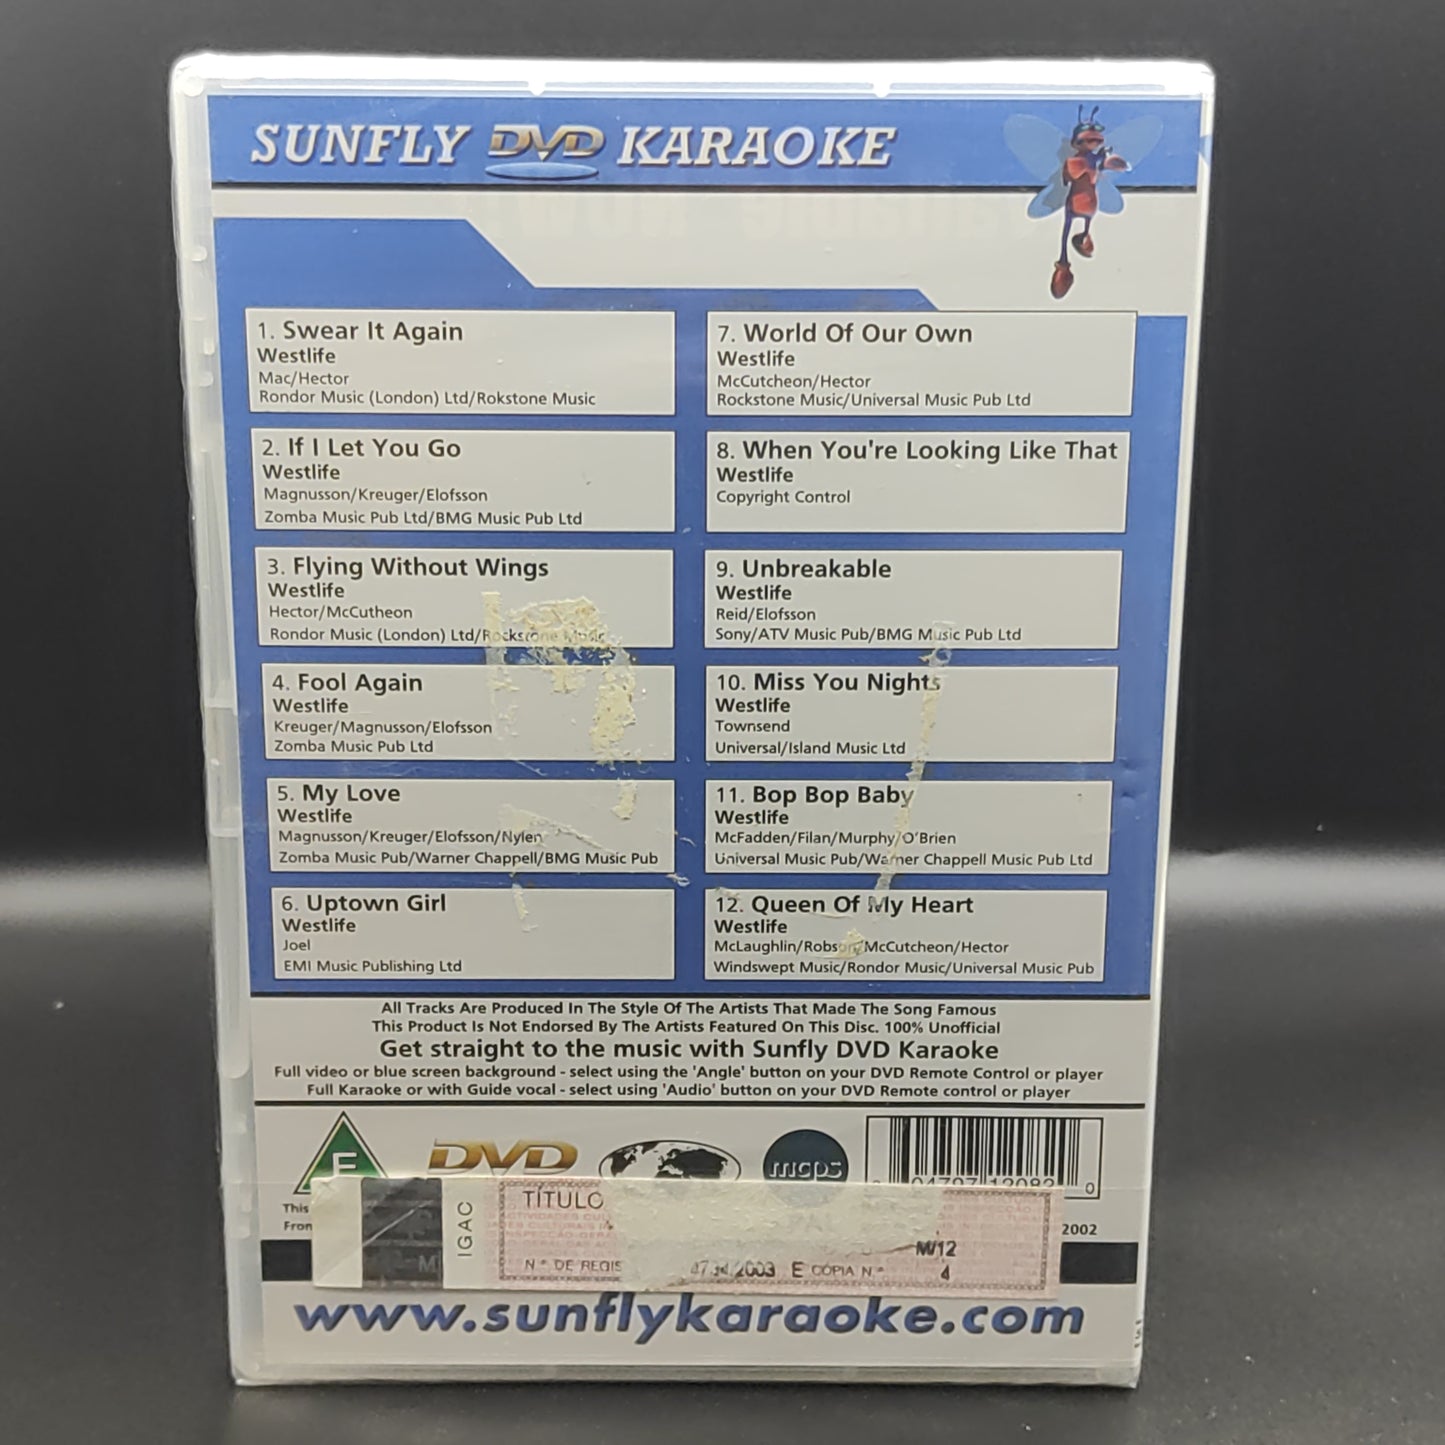 SUNFLY DVD KARAOKE
1. Swear It Again
Westlife
Mac/Hector
Rondor Music (London) Ltd/Rokstone Music
2. If I Let You Go
Westlife
Magnusson/Kreuger/Elofsson
Zomba Music Pub Ltd/BMG Music Pub Ltd
3. Flying Without Wings
Westlife
Hector/McCutheon
Rondor Music (London) Ltd/Rockstone Music
4. Fool Again
Westlife
Kreuger/Magnusson/Elofsson
Zomba Music Pub Ltd
5. My Love
Westlife
Magnusson/Kreuger/Elofsson/Nylen
Zomba Music Pub/Warner Chappell/BMG Music Pub
6. Uptown Girl
Westlife
Joel
EMI Music Publishing Ltd
7. World Of Our Own
Westlife
McCutcheon/Hector
Rockstone Music/Universal Music Pub Ltd
8. When You're Looking Like That
Westlife
Copyright Control
9. Unbreakable
Westlife
Reid/Elofsson
Sony/ATV Music Pub/BMG Music Pub Ltd
10. Miss You Nights
Westlife
Townsend
Universal/Island Music Ltd
11. Bop Bop Baby
Westlife
McFadden/Filan/Murphy/O'Brien
Universal Music Pub/Warner Chappell Music Pub Ltd
12. Queen Of My Heart
Westlife
McLaughlin/Robson/McCutcheon/Hector
Windswept Music/Rondor Music/Universal Music Pub
All Tracks Are Produced In The Style Of The Artists That Made The Song Famous
This Product Is Not Endorsed By The Artists Featured On This Disc. 100% Unofficial
Get straight to the music with Sunfly DVD Karaoke
Full video or blue screen background - select using the 'Angle' button on your DVD Remote Control or player
Full Karaoke or with Guide vocal - select using 'Audio' button on your DVD Remote control or player
DVD
mcps
This
From
2002
IGAC
TÍTULO
M/12
Nº DE REGIS
2003 E CÓPIA N.º 4
www.sunflykaraoke.com